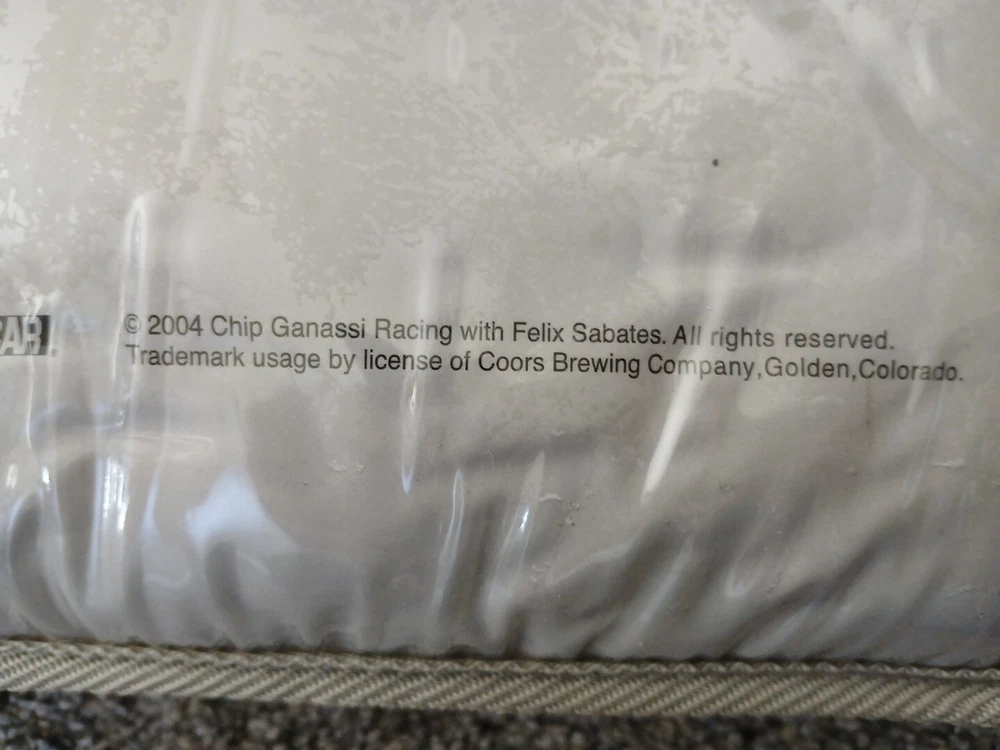 AR.
© 2004 Chip Ganassi Racing with Felix Sabates. All rights reserved.
Trademark usage by license of Coors Brewing Company,Golden,Colorado.